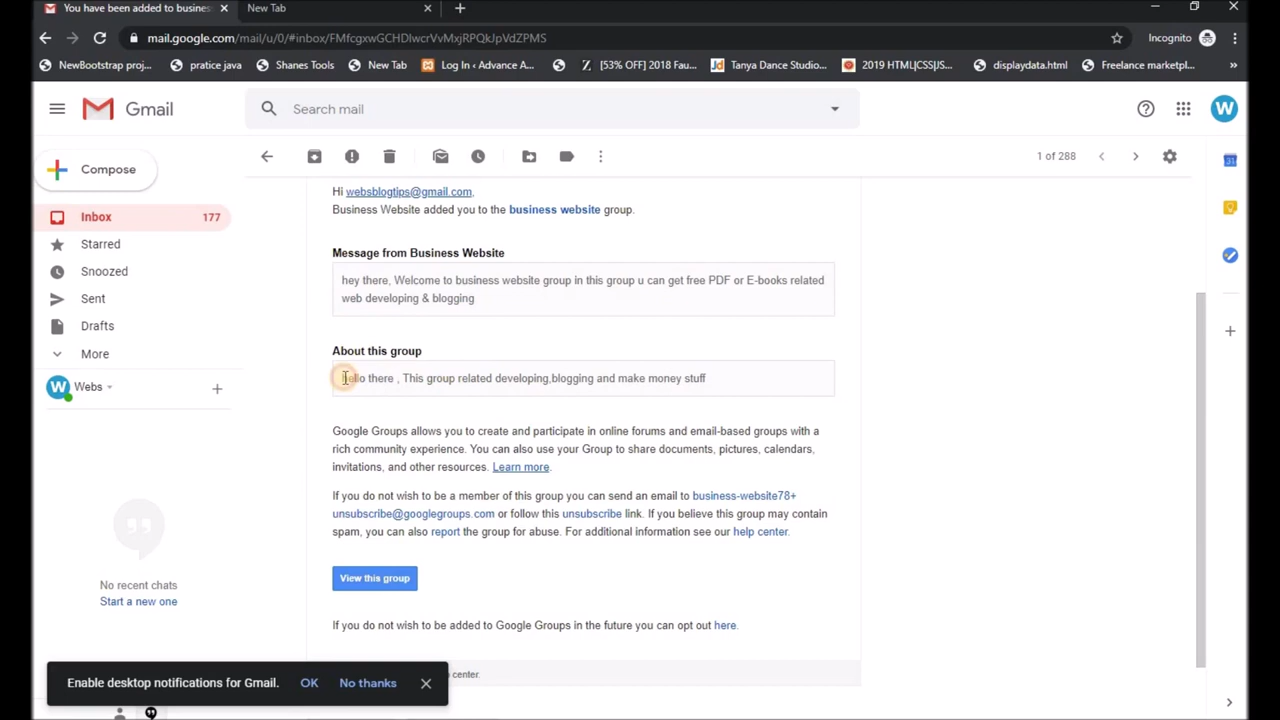 You have been added to busines
New Tab
mail.google.com/mail/u/0/#inbox/FMfcgxwGCHDlwcrVvMxjRPQkJpVdZPMS
Incognito
NewBootstrap proj...
pratice java
Shanes Tools
New Tab
Log In ‹ Advance A...
[53% OFF] 2018 Fau...
Tanya Dance Studio...
2019 HTML|CSS|JS...
displaydata.html
Freelance marketpl...
»
Gmail
Search mail
W
Compose
1 of 288
Inbox 177
Starred
Snoozed
Sent
Drafts
More
W Webs
Hi websblogtips@gmail.com,
Business Website added you to the business website group.
Message from Business Website
hey there, Welcome to business website group in this group u can get free PDF or E-books related
web developing & blogging
About this group
hello there , This group related developing,blogging and make money stuff
Google Groups allows you to create and participate in online forums and email-based groups with a
rich community experience. You can also use your Group to share documents, pictures, calendars,
invitations, and other resources. Learn more.
If you do not wish to be a member of this group you can send an email to business-website78+
unsubscribe@googlegroups.com or follow this unsubscribe link. If you believe this group may contain
spam, you can also report the group for abuse. For additional information see our help center.
View this group
If you do not wish to be added to Google Groups in the future you can opt out here.
center.
No recent chats
Start a new one
Enable desktop notifications for Gmail. OK No thanks